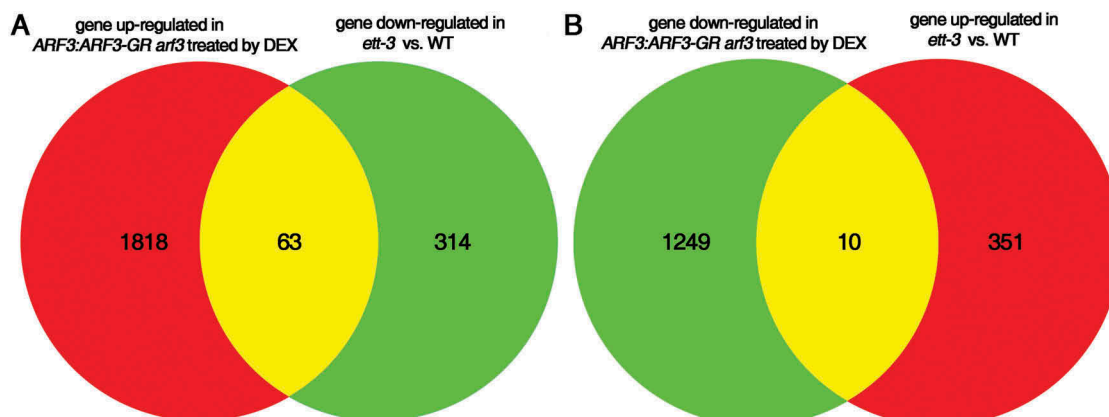 A
gene up-regulated in
ARF3:ARF3-GR arf3 treated by DEX
gene down-regulated in
ett-3 vs. WT
1818
63
314
B
gene down-regulated in
ARF3:ARF3-GR arf3 treated by DEX
gene up-regulated in
ett-3 vs. WT
1249
10
351